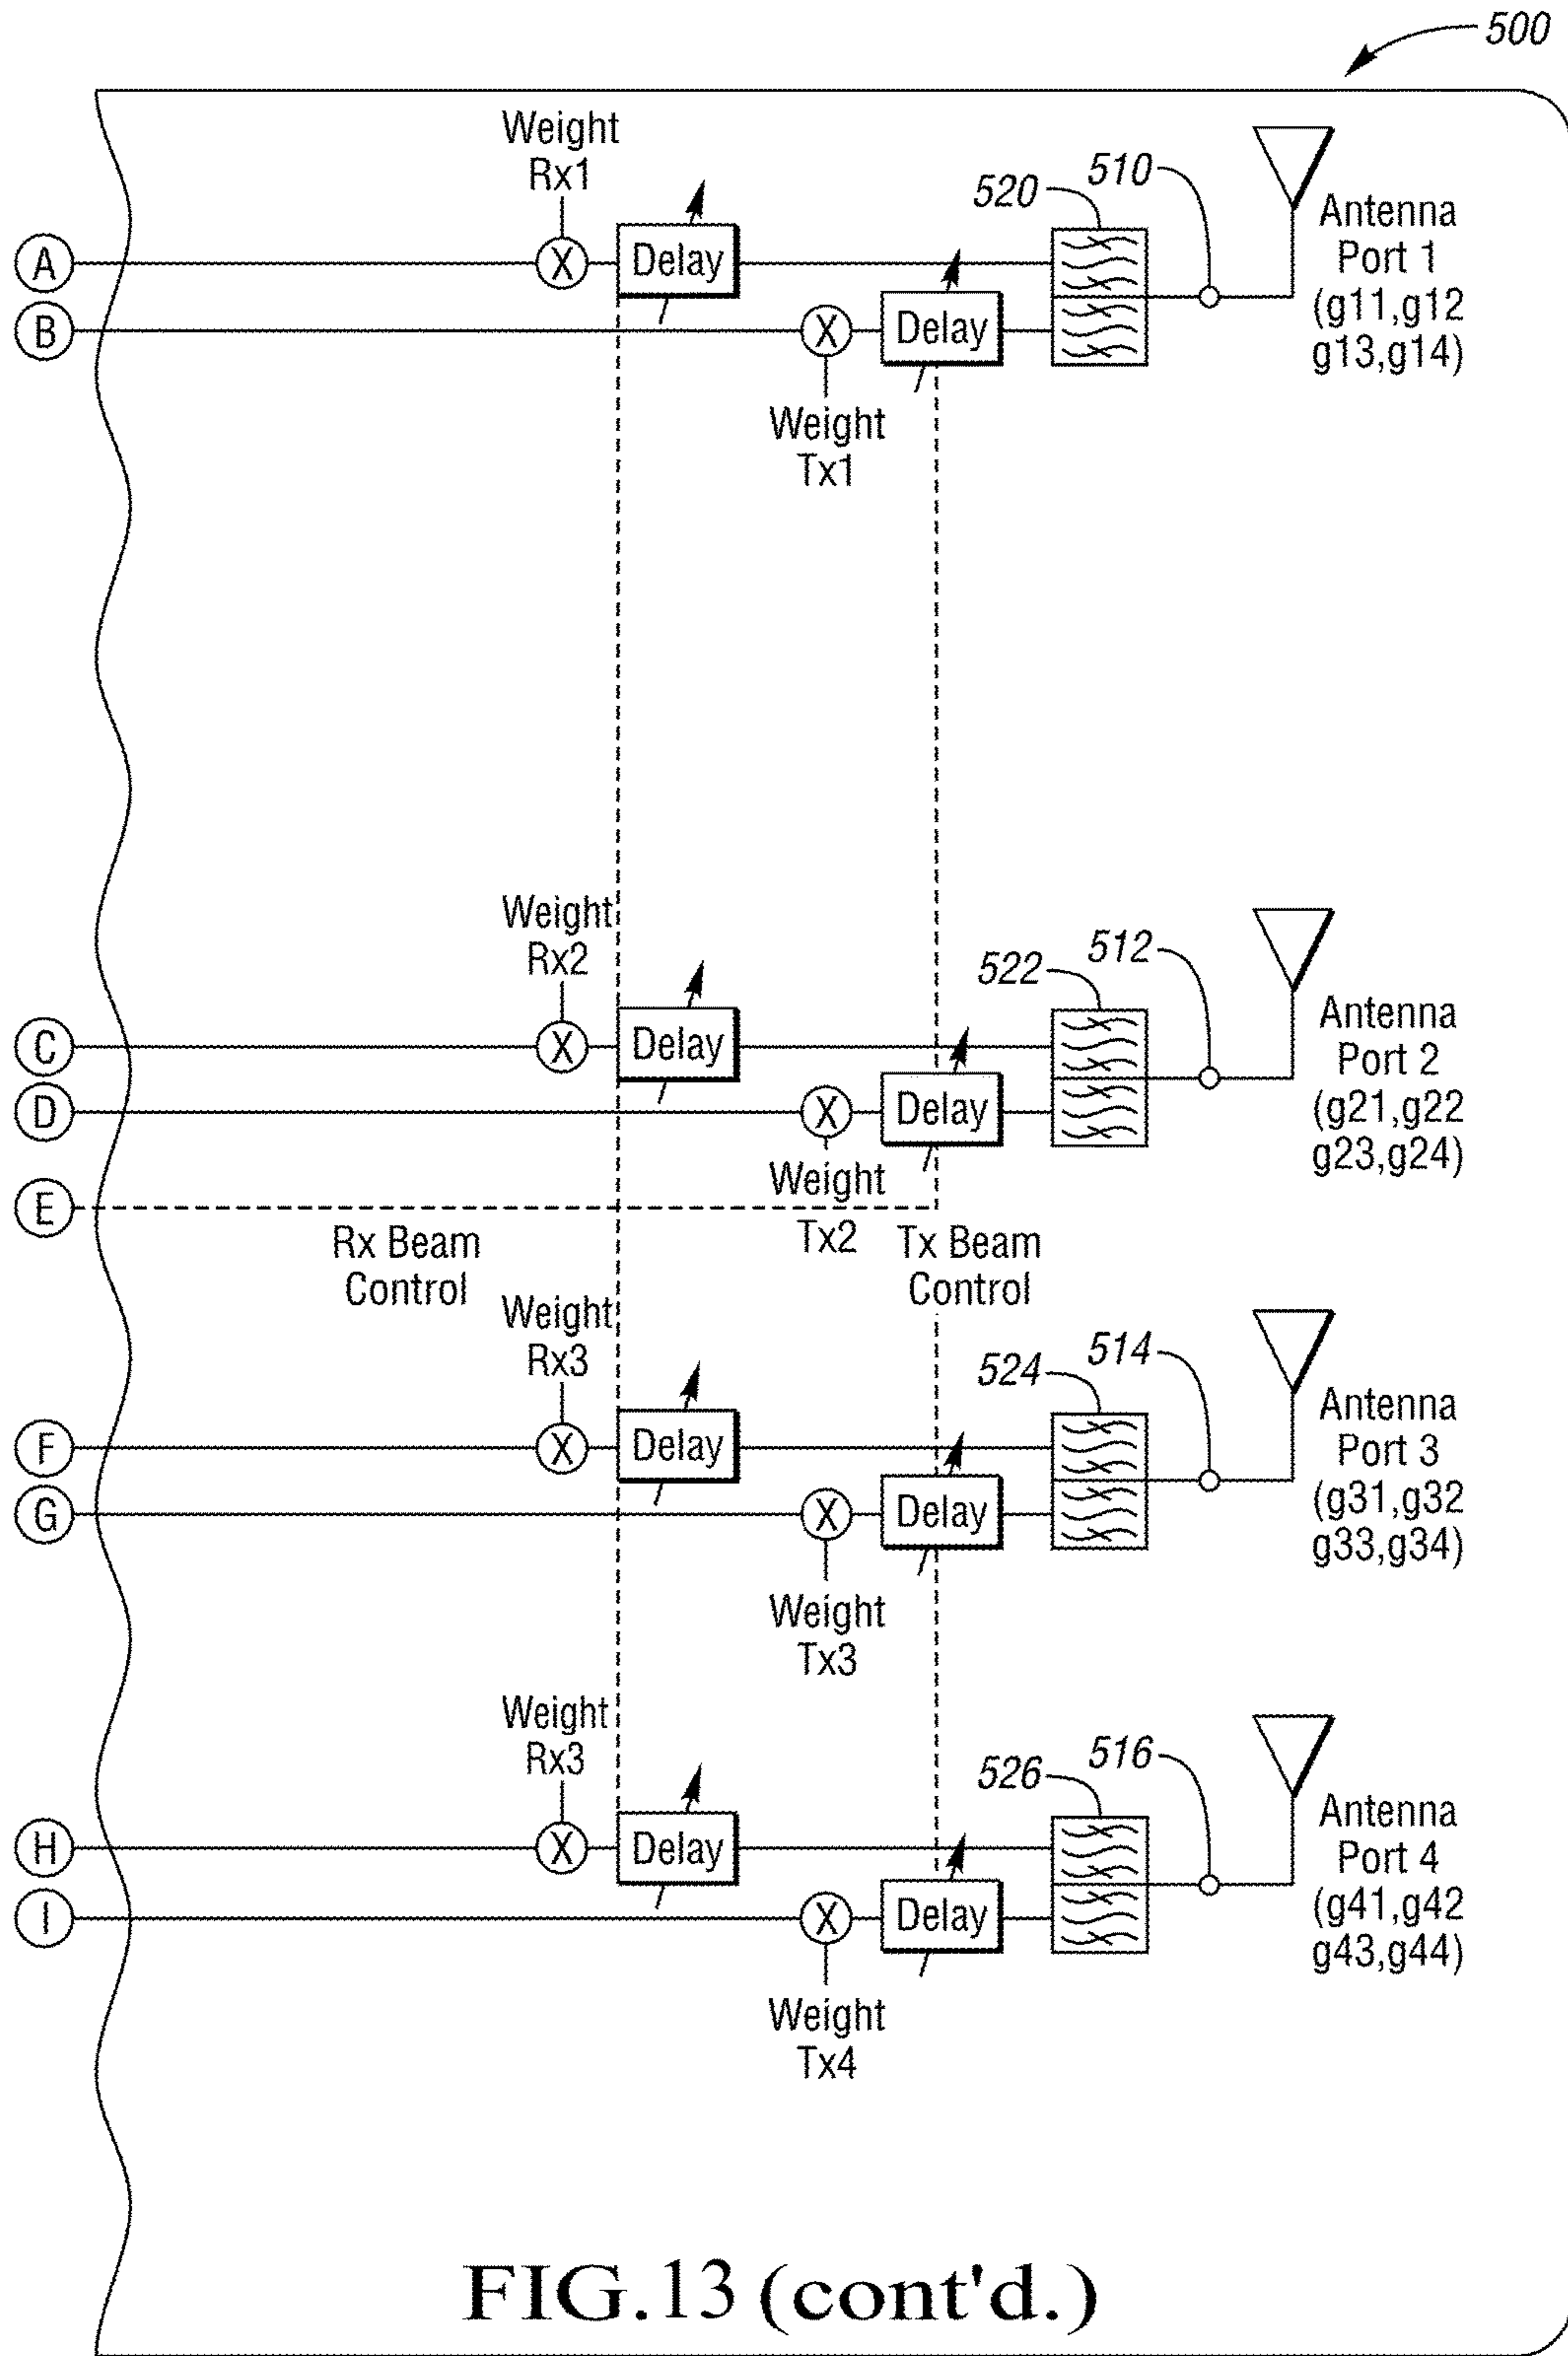 500
Weight
Rx1
520
510
Antenna
Port 1
(g11,g12
g13,g14)
A
X
Delay
B
X
Delay
Weight
Tx1
Weight
Rx2
522
512
Antenna
Port 2
(g21,g22
g23,g24)
C
X
Delay
D
X
Delay
Weight
Tx2
E
Rx Beam
Control
Tx Beam
Control
Weight
Rx3
524
514
Antenna
Port 3
(g31,g32
g33,g34)
F
X
Delay
G
X
Delay
Weight
Tx3
Weight
Rx3
526
516
Antenna
Port 4
(g41,g42
g43,g44)
H
X
Delay
I
X
Delay
Weight
Tx4
FIG.13 (cont'd.)